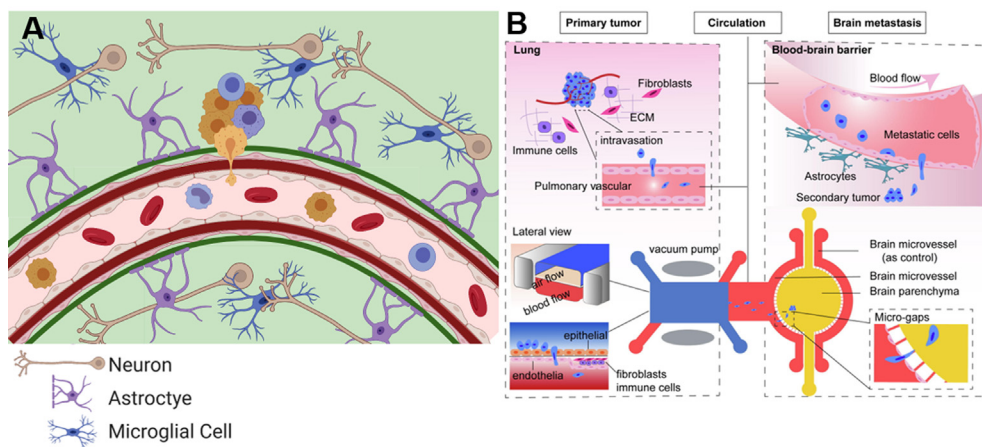 A
Neuron
Astroctye
Microglial Cell
B
Primary tumor
Circulation
Brain metastasis
Lung
Fibroblasts
ECM
Immune cells
intravasation
Pulmonary vascular
Blood-brain barrier
Blood flow
Metastatic cells
Astrocytes
Secondary tumor
Lateral view
air flow
blood flow
vacuum pump
epithelial
endothelia
fibroblasts
immune cells
Brain microvessel
(as control)
Brain microvessel
Brain parenchyma
Micro-gaps